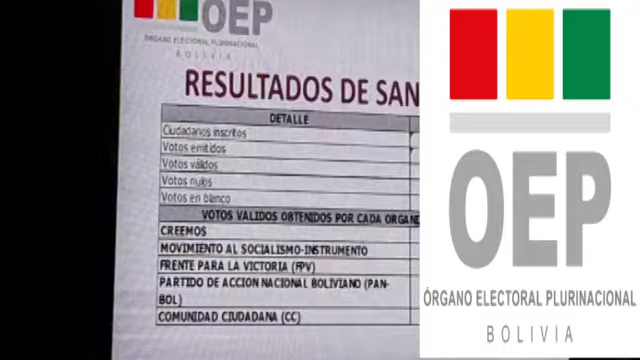 OEP
ÓRGANO ELECTORAL PLURINACIONAL
BOLIVIA
RESULTADOS DE SAN
DETALLE
Ciudadanos inscritos
Votos emitidos
Votos válidos
Votos nulos
Votos en blanco
VOTOS VALIDOS OBTENIDOS POR CADA ORGANI
CREEMOS
MOVIMIENTO AL SOCIALISMO-INSTRUMENTO
FRENTE PARA LA VICTORIA (FPV)
PARTIDO DE ACCION NACIONAL BOLIVIANO (PAN-
BOL)
COMUNIDAD CIUDADANA (CC)
OEP
ÓRGANO ELECTORAL PLURINACIONAL
BOLIVIA